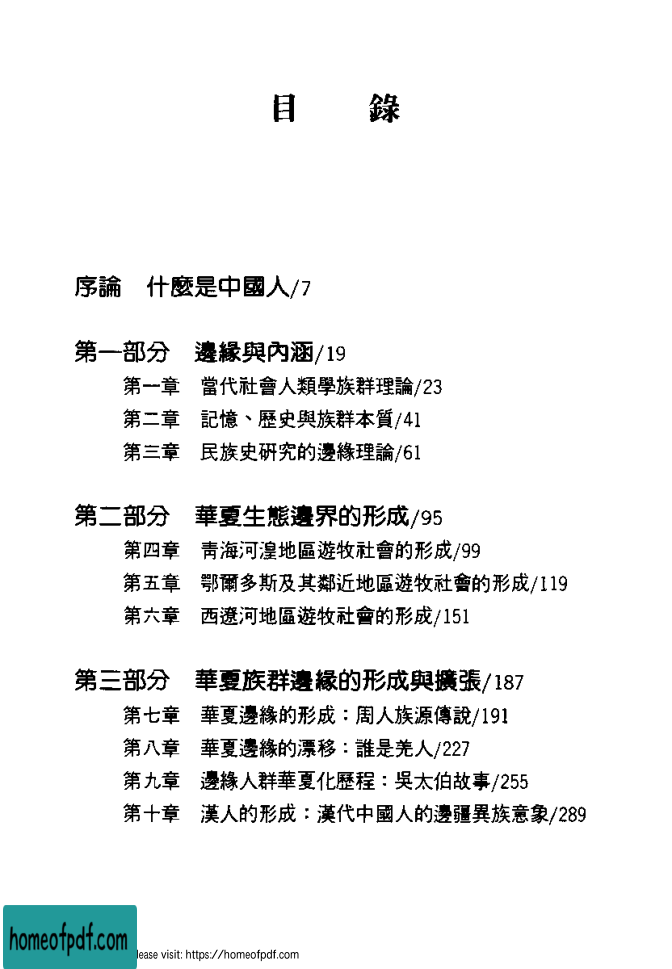 目 錄
序論 什麼是中國人/7
第一部分 邊緣與內涵/19
第一章 當代社會人類學族群理論/23
第二章 記憶、歷史與族群本質/41
第三章 民族史研究的邊緣理論/61
第二部分 華夏生態邊界的形成/95
第四章 青海河湟地區遊牧社會的形成/99
第五章 鄂爾多斯及其鄰近地區遊牧社會的形成/119
第六章 西遼河地區遊牧社會的形成/151
第三部分 華夏族群邊緣的形成與擴張/187
第七章 華夏邊緣的形成：周人族源傳說/191
第八章 華夏邊緣的漂移：誰是羌人/227
第九章 邊緣人群華夏化歷程：吳太伯故事/255
第十章 漢人的形成：漢代中國人的邊疆異族意象/289
homeofpdf.com
lease visit: https://homeofpdf.com